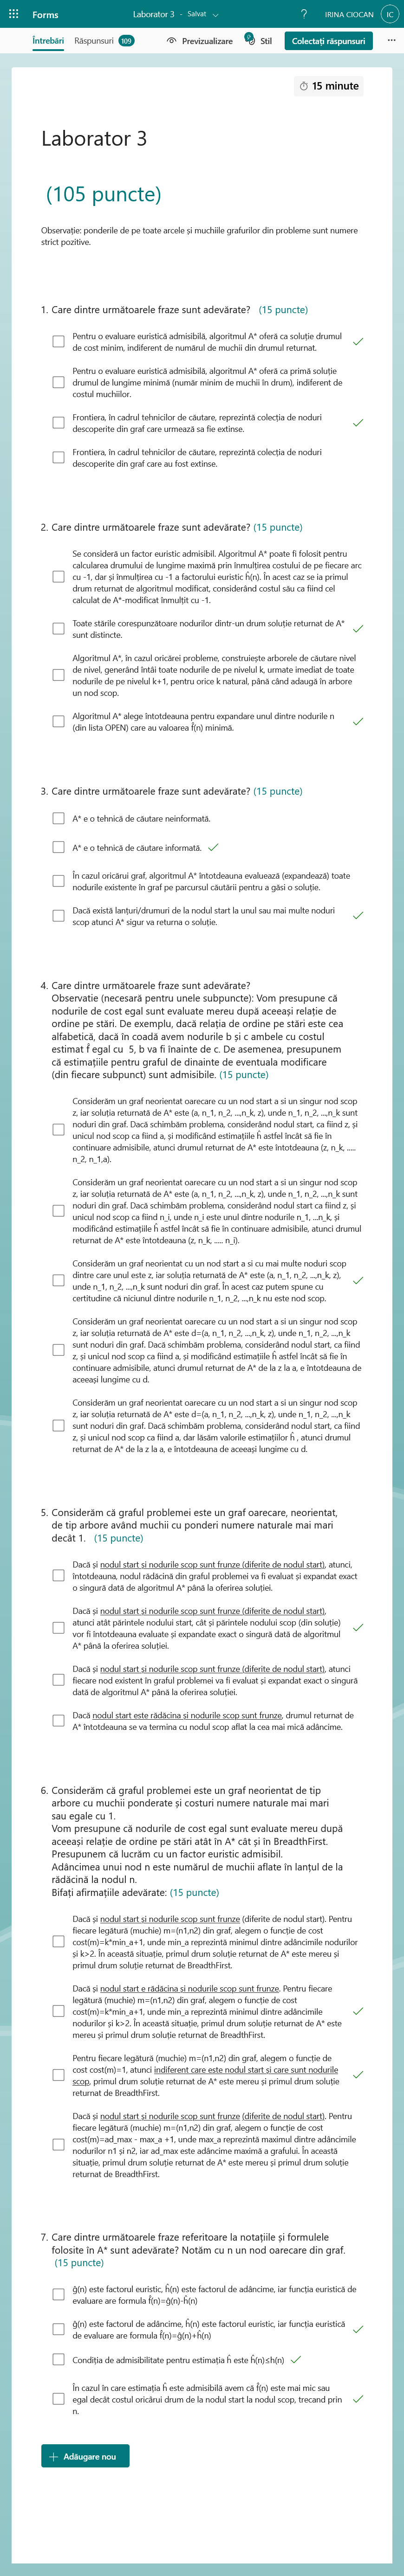 Forms
Laborator 3 - Salvat
?
IRINA CIOCAN
IC
Întrebări
Răspunsuri 109
Previzualizare
Stil
Colectați răspunsuri
15 minute
Laborator 3
(105 puncte)
Observație: ponderile de pe toate arcele și muchiile grafurilor din probleme sunt numere
strict pozitive.
1. Care dintre următoarele fraze sunt adevărate? (15 puncte)
Pentru o evaluare euristică admisibilă, algoritmul A* oferă ca soluție drumul
de cost minim, indiferent de numărul de muchii din drumul returnat.
Pentru o evaluare euristică admisibilă, algoritmul A* oferă ca primă soluție
drumul de lungime minimă (număr minim de muchii în drum), indiferent de
costul muchiilor.
Frontiera, în cadrul tehnicilor de căutare, reprezintă colecția de noduri
descoperite din graf care urmează sa fie extinse.
Frontiera, în cadrul tehnicilor de căutare, reprezintă colecția de noduri
descoperite din graf care au fost extinse.
2. Care dintre următoarele fraze sunt adevărate? (15 puncte)
Se consideră un factor euristic admisibil. Algoritmul A* poate fi folosit pentru
calcularea drumului de lungime maximă prin înmulțirea costului de pe fiecare arc
cu -1, dar și înmulțirea cu -1 a factorului euristic ĥ(n). În acest caz se ia primul
drum returnat de algoritmul modificat, considerând costul său ca fiind cel
calculat de A*-modificat înmulțit cu -1.
Toate stările corespunzătoare nodurilor dintr-un drum soluție returnat de A*
sunt distincte.
Algoritmul A*, în cazul oricărei probleme, construiește arborele de căutare nivel
de nivel, generând întâi toate nodurile de pe nivelul k, urmate imediat de toate
nodurile de pe nivelul k+1, pentru orice k natural, până când adaugă în arbore
un nod scop.
Algoritmul A* alege întotdeauna pentru expandare unul dintre nodurile n
(din lista OPEN) care au valoarea f̂(n) minimă.
3. Care dintre următoarele fraze sunt adevărate? (15 puncte)
A* e o tehnică de căutare neinformată.
A* e o tehnică de căutare informată.
În cazul oricărui graf, algoritmul A* întotdeauna evaluează (expandează) toate
nodurile existente în graf pe parcursul căutării pentru a găsi o soluție.
Dacă există lanțuri/drumuri de la nodul start la unul sau mai multe noduri
scop atunci A* sigur va returna o soluție.
4. Care dintre următoarele fraze sunt adevărate?
Observatie (necesară pentru unele subpuncte): Vom presupune că
nodurile de cost egal sunt evaluate mereu după aceeași relație de
ordine pe stări. De exemplu, dacă relația de ordine pe stări este cea
alfabetică, dacă în coadă avem nodurile b și c ambele cu costul
estimat f̂ egal cu 5, b va fi înainte de c. De asemenea, presupunem
că estimațiile pentru graful de dinainte de eventuala modificare
(din fiecare subpunct) sunt admisibile. (15 puncte)
Considerăm un graf neorientat oarecare cu un nod start a si un singur nod scop
z, iar soluția returnată de A* este (a, n_1, n_2, ...,n_k, z), unde n_1, n_2, ...,n_k sunt
noduri din graf. Dacă schimbăm problema, considerând nodul start, ca fiind z, și
unicul nod scop ca fiind a, și modificând estimațiile ĥ astfel încât să fie în
continuare admisibile, atunci drumul returnat de A* este întotdeauna (z, n_k, .....
n_2, n_1,a).
Considerăm un graf neorientat oarecare cu un nod start a si un singur nod scop
z, iar soluția returnată de A* este (a, n_1, n_2, ...,n_k, z), unde n_1, n_2, ...,n_k sunt
noduri din graf. Dacă schimbăm problema, considerând nodul start ca fiind z, și
unicul nod scop ca fiind n_i, unde n_i este unul dintre nodurile n_1, ...n_k, și
modificând estimațiile ĥ astfel încât să fie în continuare admisibile, atunci drumul
returnat de A* este întotdeauna (z, n_k, ..... n_i).
Considerăm un graf neorientat cu un nod start a si cu mai multe noduri scop
dintre care unul este z, iar soluția returnată de A* este (a, n_1, n_2, ...,n_k, z),
unde n_1, n_2, ...,n_k sunt noduri din graf. În acest caz putem spune cu
certitudine că niciunul dintre nodurile n_1, n_2, ...,n_k nu este nod scop.
Considerăm un graf neorientat oarecare cu un nod start a si un singur nod scop
z, iar soluția returnată de A* este d=(a, n_1, n_2, ...,n_k, z), unde n_1, n_2, ...,n_k
sunt noduri din graf. Dacă schimbăm problema, considerând nodul start, ca fiind
z, și unicul nod scop ca fiind a, și modificând estimațiile ĥ astfel încât să fie în
continuare admisibile, atunci drumul returnat de A* de la z la a, e întotdeauna de
aceeași lungime cu d.
Considerăm un graf neorientat oarecare cu un nod start a si un singur nod scop
z, iar soluția returnată de A* este d=(a, n_1, n_2, ...,n_k, z), unde n_1, n_2, ...,n_k
sunt noduri din graf. Dacă schimbăm problema, considerând nodul start, ca fiind
z, și unicul nod scop ca fiind a, dar lăsăm valorile estimațiilor ĥ , atunci drumul
returnat de A* de la z la a, e întotdeauna de aceeași lungime cu d.
5. Considerăm că graful problemei este un graf oarecare, neorientat,
de tip arbore având muchii cu ponderi numere naturale mai mari
decât 1. (15 puncte)
Dacă și nodul start si nodurile scop sunt frunze (diferite de nodul start), atunci,
întotdeauna, nodul rădăcină din graful problemei va fi evaluat și expandat exact
o singură dată de algoritmul A* până la oferirea soluției.
Dacă și nodul start si nodurile scop sunt frunze (diferite de nodul start),
atunci atât părintele nodului start, cât și părintele nodului scop (din soluție)
vor fi întotdeauna evaluate și expandate exact o singură dată de algoritmul
A* până la oferirea soluției.
Dacă și nodul start si nodurile scop sunt frunze (diferite de nodul start), atunci
fiecare nod existent în graful problemei va fi evaluat și expandat exact o singură
dată de algoritmul A* până la oferirea soluției.
Dacă nodul start este rădăcina si nodurile scop sunt frunze, drumul returnat de
A* întotdeauna se va termina cu nodul scop aflat la cea mai mică adâncime.
6. Considerăm că graful problemei este un graf neorientat de tip
arbore cu muchii ponderate și costuri numere naturale mai mari
sau egale cu 1.
Vom presupune că nodurile de cost egal sunt evaluate mereu după
aceeași relație de ordine pe stări atât în A* cât și în BreadthFirst.
Presupunem că lucrăm cu un factor euristic admisibil.
Adâncimea unui nod n este numărul de muchii aflate în lanțul de la
rădăcină la nodul n.
Bifați afirmațiile adevărate: (15 puncte)
Dacă și nodul start si nodurile scop sunt frunze (diferite de nodul start). Pentru
fiecare legătură (muchie) m=(n1,n2) din graf, alegem o funcție de cost
cost(m)=k*min_a+1, unde min_a reprezintă minimul dintre adâncimile nodurilor
și k>2. În această situație, primul drum soluție returnat de A* este mereu și
primul drum soluție returnat de BreadthFirst.
Dacă și nodul start e rădăcina si nodurile scop sunt frunze. Pentru fiecare
legătură (muchie) m=(n1,n2) din graf, alegem o funcție de cost
cost(m)=k*min_a+1, unde min_a reprezintă minimul dintre adâncimile
nodurilor și k>2. În această situație, primul drum soluție returnat de A* este
mereu și primul drum soluție returnat de BreadthFirst.
Pentru fiecare legătură (muchie) m=(n1,n2) din graf, alegem o funcție de
cost cost(m)=1, atunci indiferent care este nodul start si care sunt nodurile
scop, primul drum soluție returnat de A* este mereu și primul drum soluție
returnat de BreadthFirst.
Dacă și nodul start si nodurile scop sunt frunze (diferite de nodul start). Pentru
fiecare legătură (muchie) m=(n1,n2) din graf, alegem o funcție de cost
cost(m)=ad_max - max_a +1, unde max_a reprezintă maximul dintre adâncimile
nodurilor n1 și n2, iar ad_max este adâncime maximă a grafului. În această
situație, primul drum soluție returnat de A* este mereu și primul drum soluție
returnat de BreadthFirst.
7. Care dintre următoarele fraze referitoare la notațiile și formulele
folosite în A* sunt adevărate? Notăm cu n un nod oarecare din graf.
(15 puncte)
ĝ(n) este factorul euristic, ĥ(n) este factorul de adâncime, iar funcția euristică de
evaluare are formula f̂(n)=ĝ(n)-ĥ(n)
ĝ(n) este factorul de adâncime, ĥ(n) este factorul euristic, iar funcția euristică
de evaluare are formula f̂(n)=ĝ(n)+ĥ(n)
Condiția de admisibilitate pentru estimația ĥ este ĥ(n)≤h(n)
În cazul în care estimația ĥ este admisibilă avem că f̂(n) este mai mic sau
egal decât costul oricărui drum de la nodul start la nodul scop, trecand prin
n.
Adăugare nou